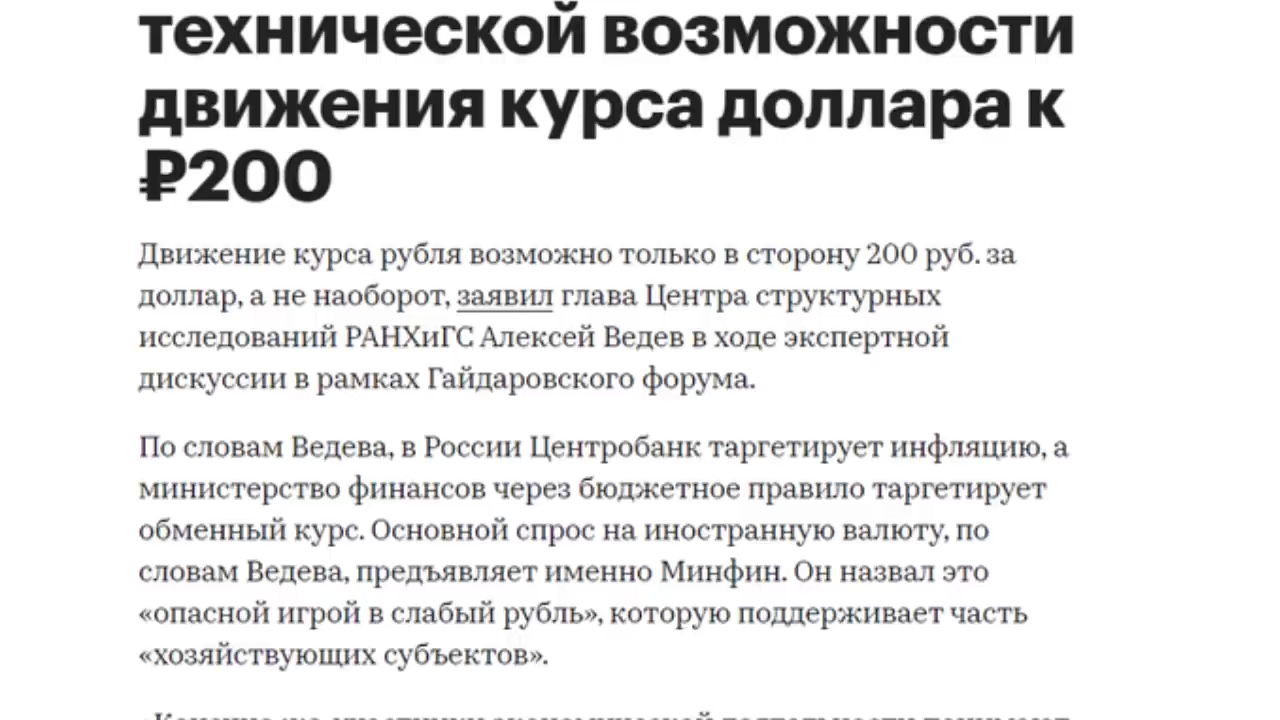 технической возможности
движения курса доллара к
₽200
Движение курса рубля возможно только в сторону 200 руб. за
доллар, а не наоборот, заявил глава Центра структурных
исследований РАНХиГС Алексей Ведев в ходе экспертной
дискуссии в рамках Гайдаровского форума.
По словам Ведева, в России Центробанк таргетирует инфляцию, а
министерство финансов через бюджетное правило таргетирует
обменный курс. Основной спрос на иностранную валюту, по
словам Ведева, предъявляет именно Минфин. Он назвал это
«опасной игрой в слабый рубль», которую поддерживает часть
«хозяйствующих субъектов».